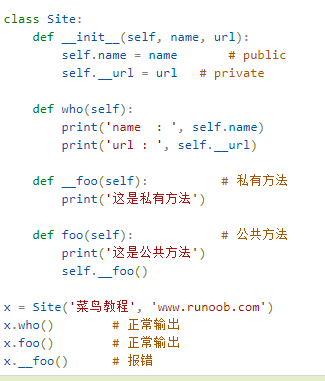 class Site:
    def __init__(self, name, url):
        self.name = name       # public
        self.__url = url   # private
    def who(self):
        print('name  : ', self.name)
        print('url : ', self.__url)
    def __foo(self):          # 私有方法
        print('这是私有方法')
    def foo(self):            # 公共方法
        print('这是公共方法')
        self.__foo()
x = Site('菜鸟教程', 'www.runoob.com')
x.who()        # 正常输出
x.foo()        # 正常输出
x.__foo()      # 报错